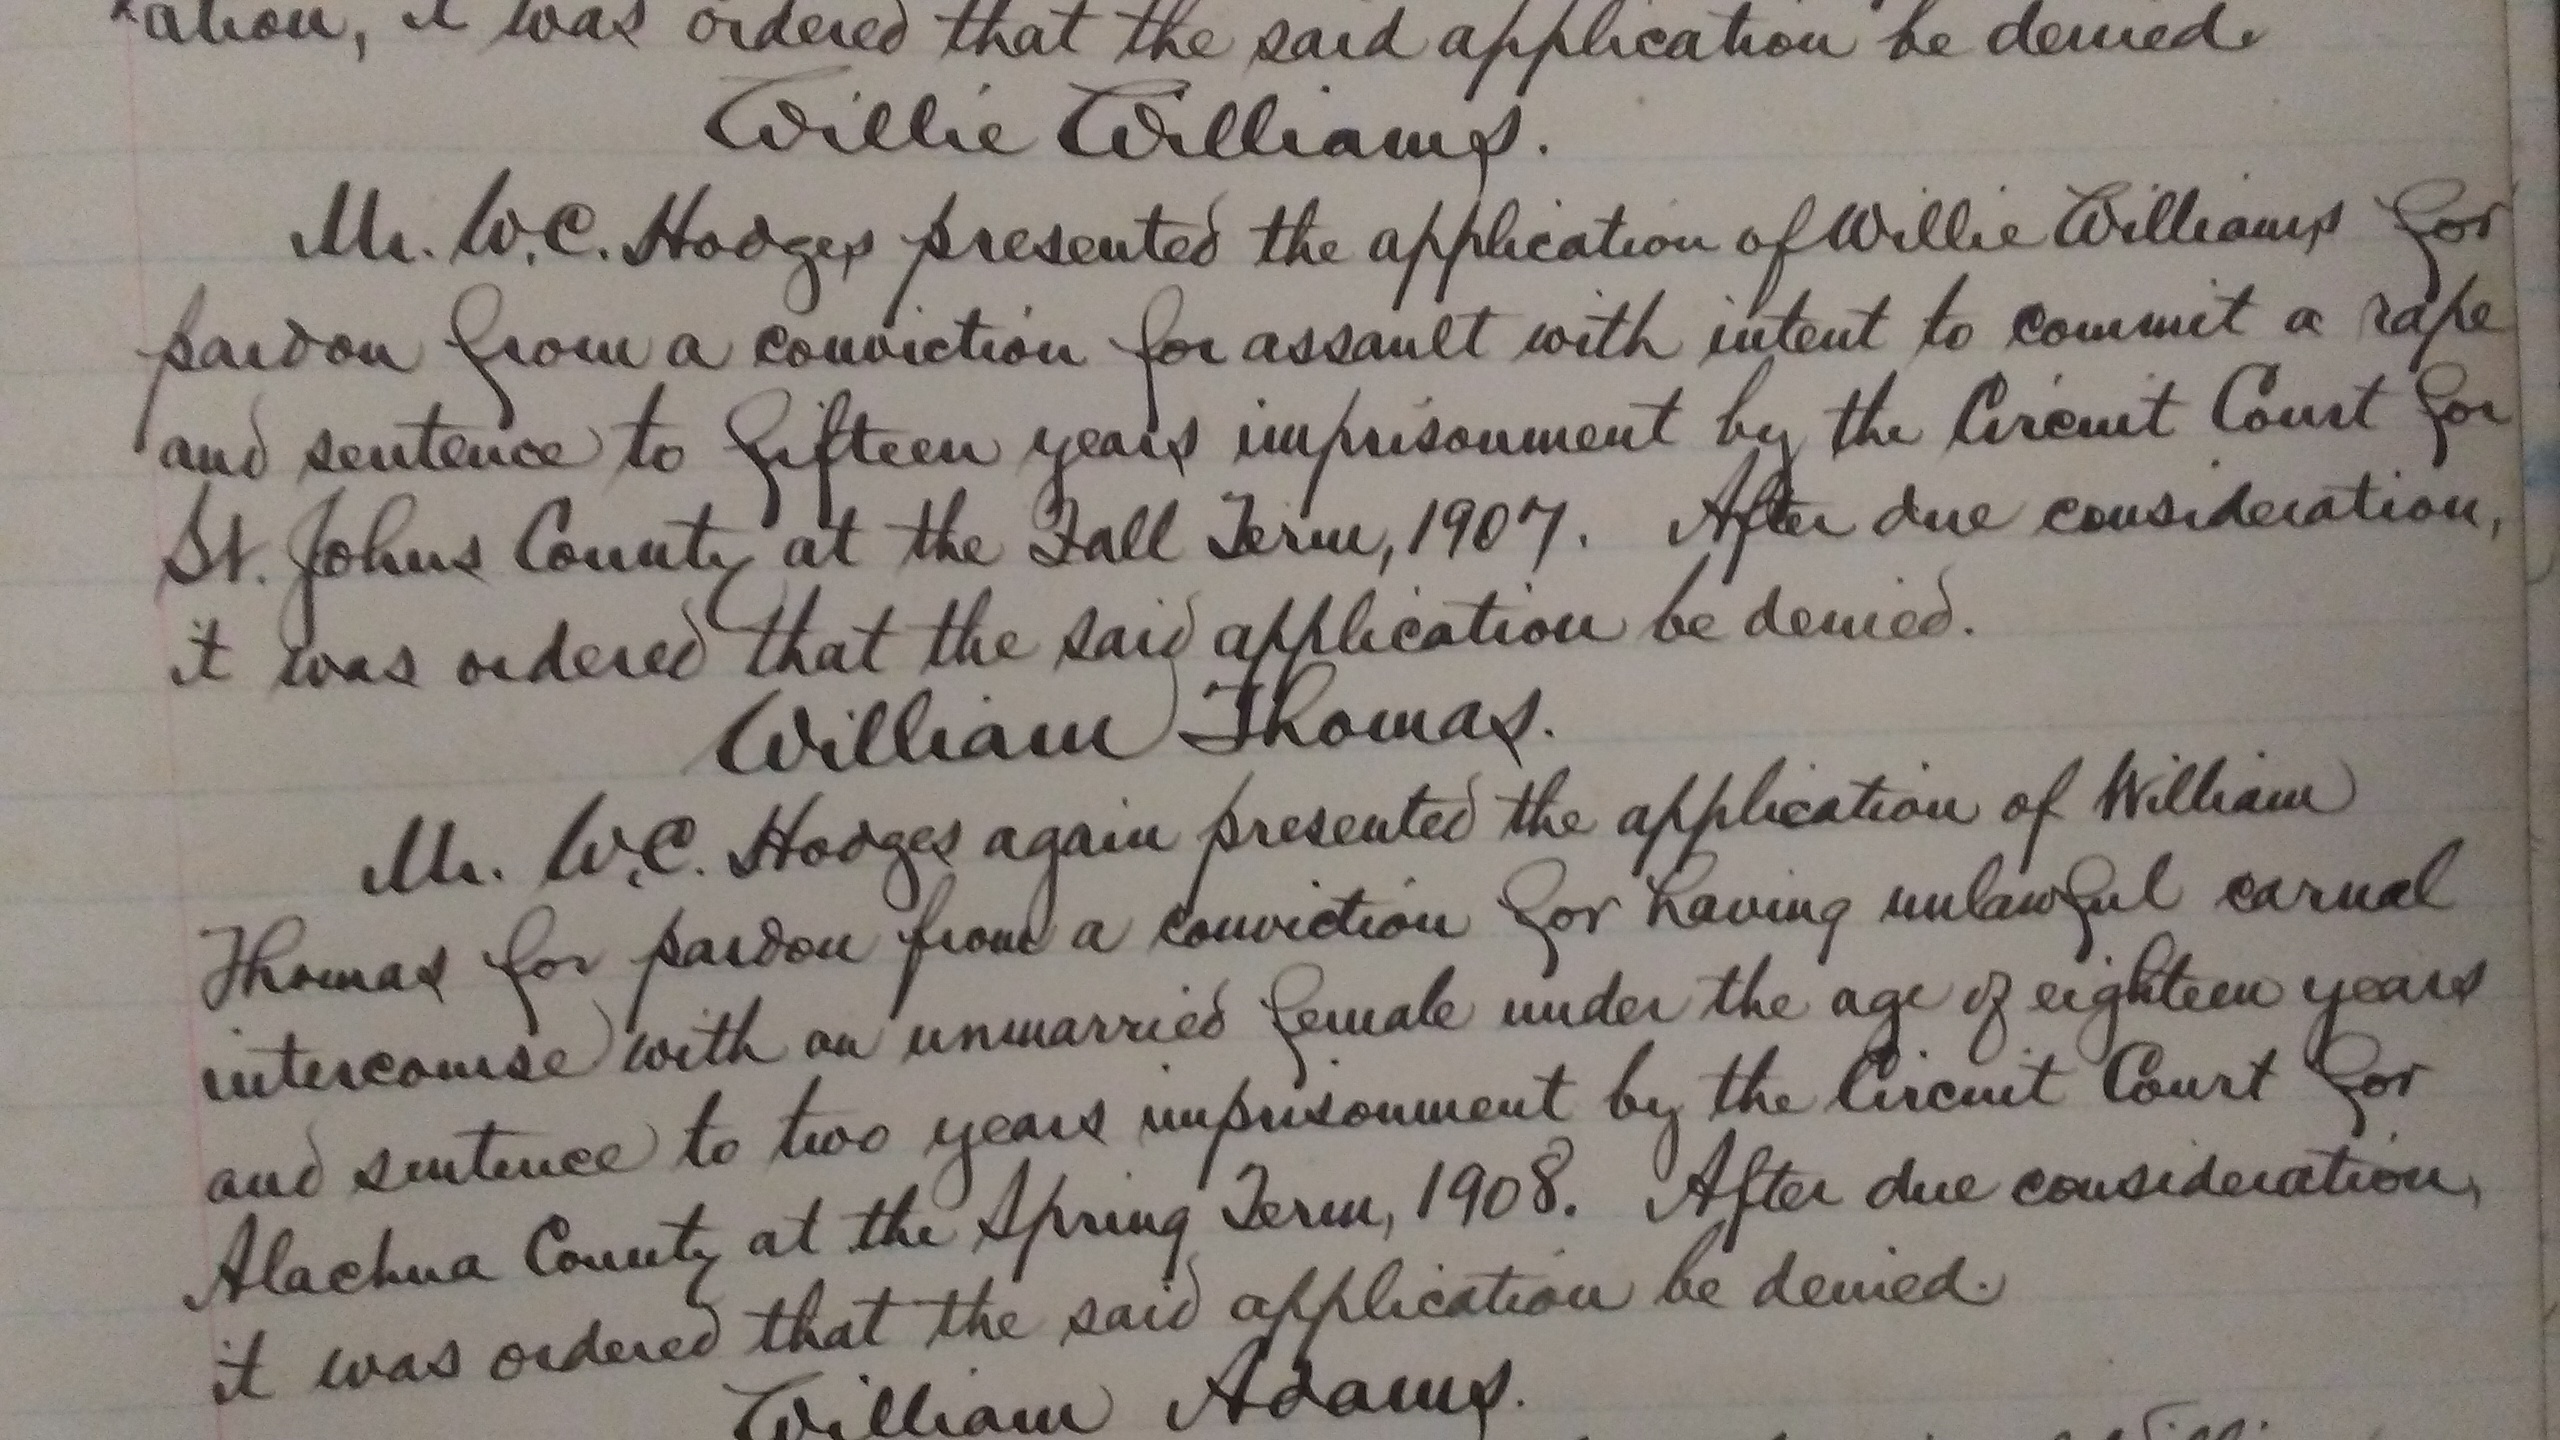 ation, it was ordered that the said application be denied.
Willie Williams.
Mr. W.C. Hodges presented the application of Willie Williams for
pardon from a conviction for assault with intent to commit a rape
and sentence to fifteen years imprisonment by the Circuit Court for
St. Johns County at the Fall Term, 1907. After due consideration,
it was ordered that the said application be denied.
William Thomas.
Mr. W.C. Hodges again presented the application of William
Thomas for pardon from a conviction for having unlawful carnal
intercourse with an unmarried female under the age of eighteen years
and sentence to two years imprisonment by the Circuit Court for
Alachua County at the Spring Term, 1908. After due consideration,
it was ordered that the said application be denied.
William Adams.